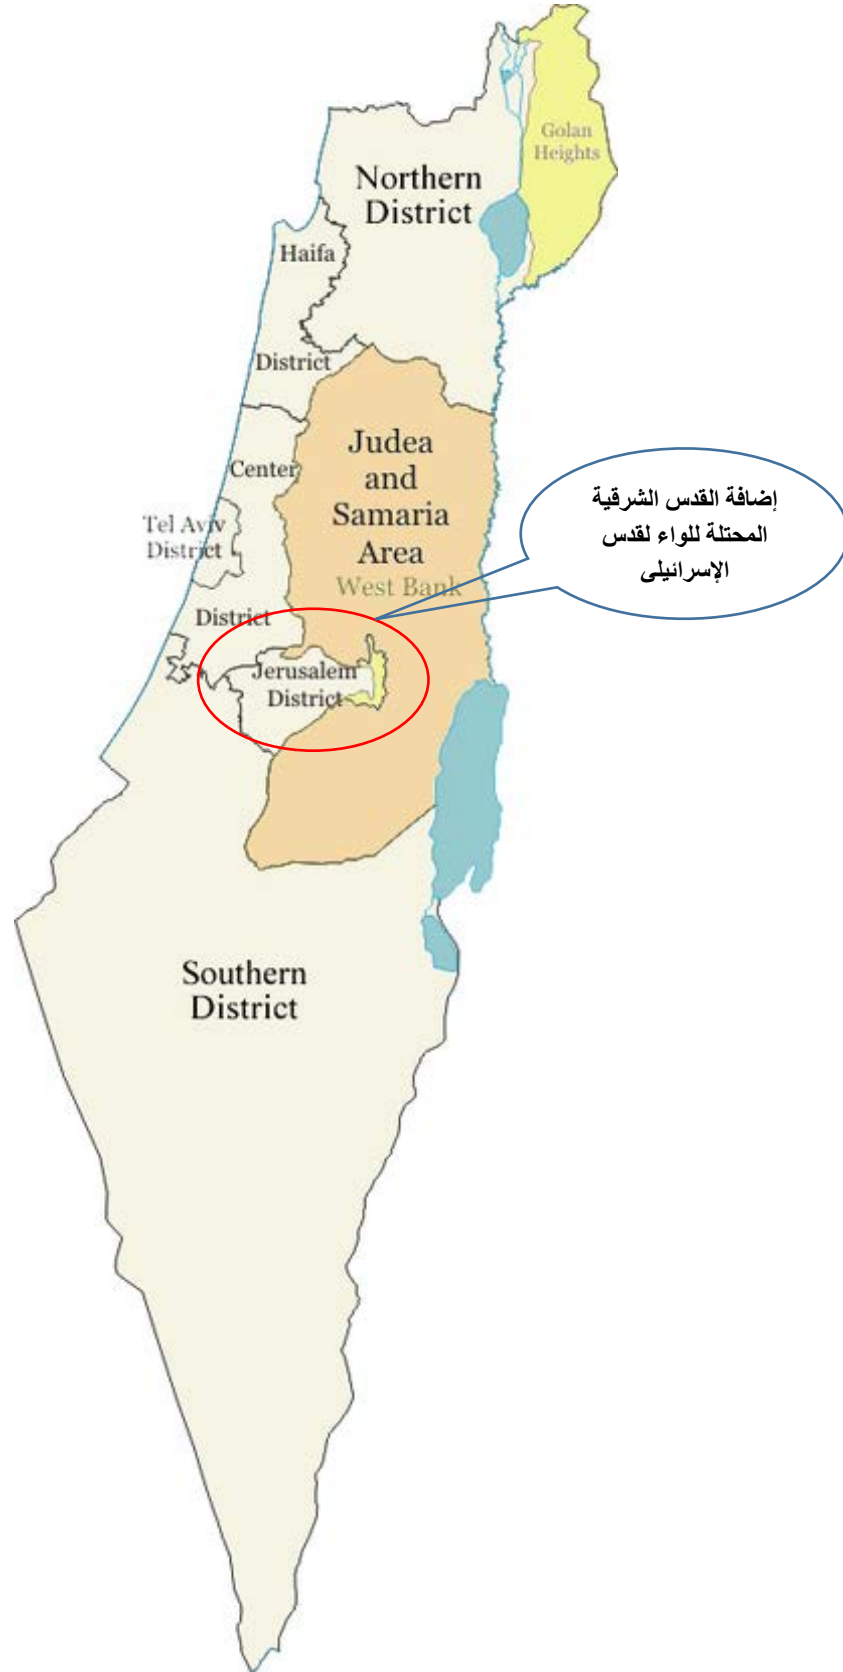 Golan
Heights
Northern
District
Haifa
District
Judea
and
Samaria
Area
West Bank
Center
Tel Aviv
District
District
Jerusalem
District
إضافة القدس الشرقية
المحتلة للواء لقدس
الإسرائيلى
Southern
District